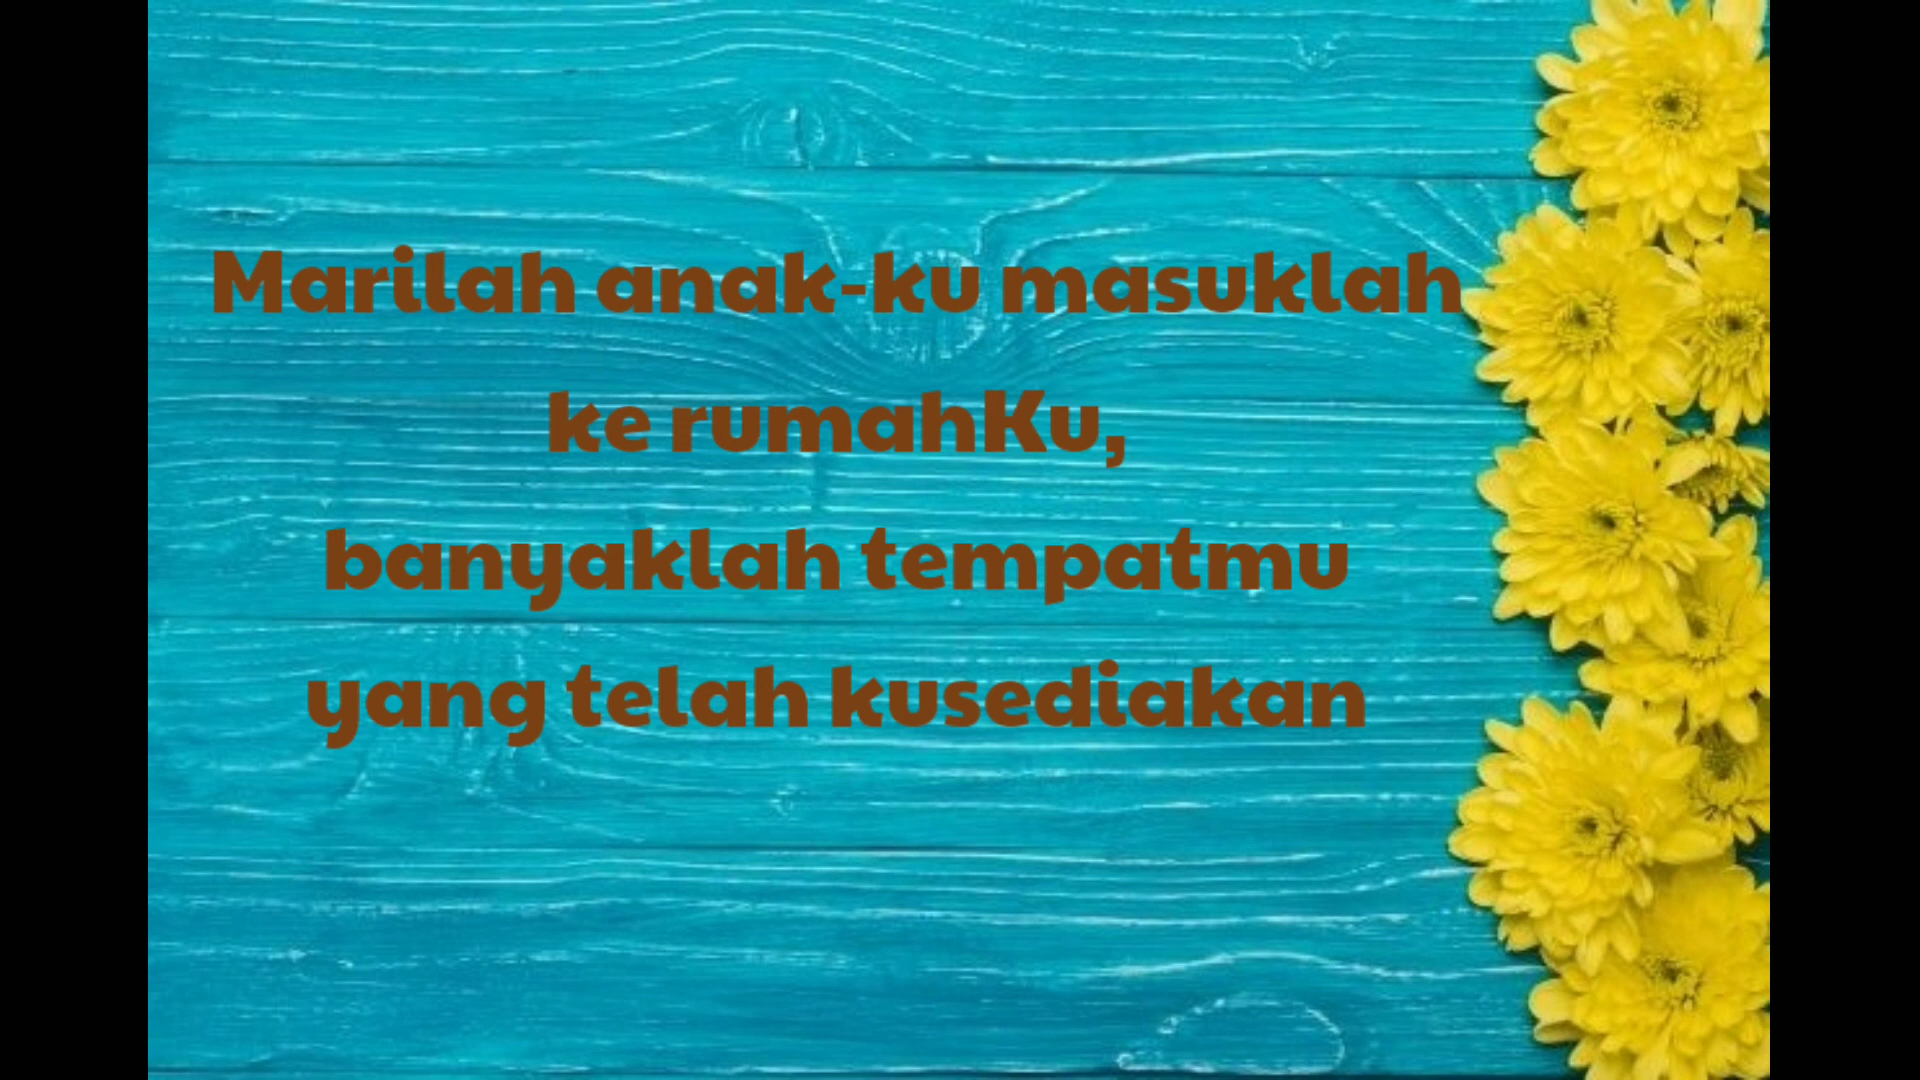 Marilah anak-ku masuklah
ke rumahKu,
banyaklah tempatmu
yang telah kusediakan